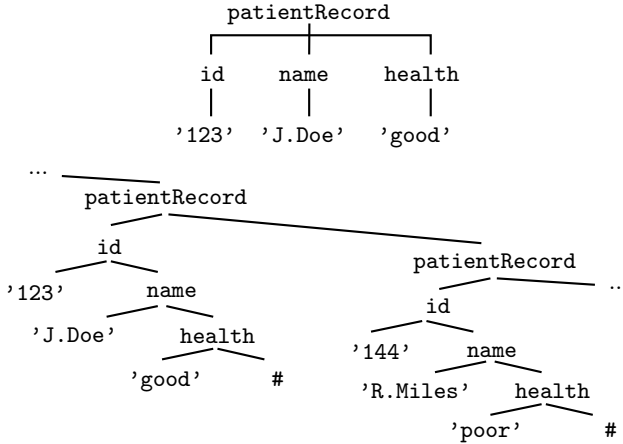 patientRecord
id name health
'123' 'J.Doe' 'good'
...
patientRecord
id
patientRecord
'123' name
..
id
'J.Doe' health
'144' name
'good' #
'R.Miles' health
'poor' #